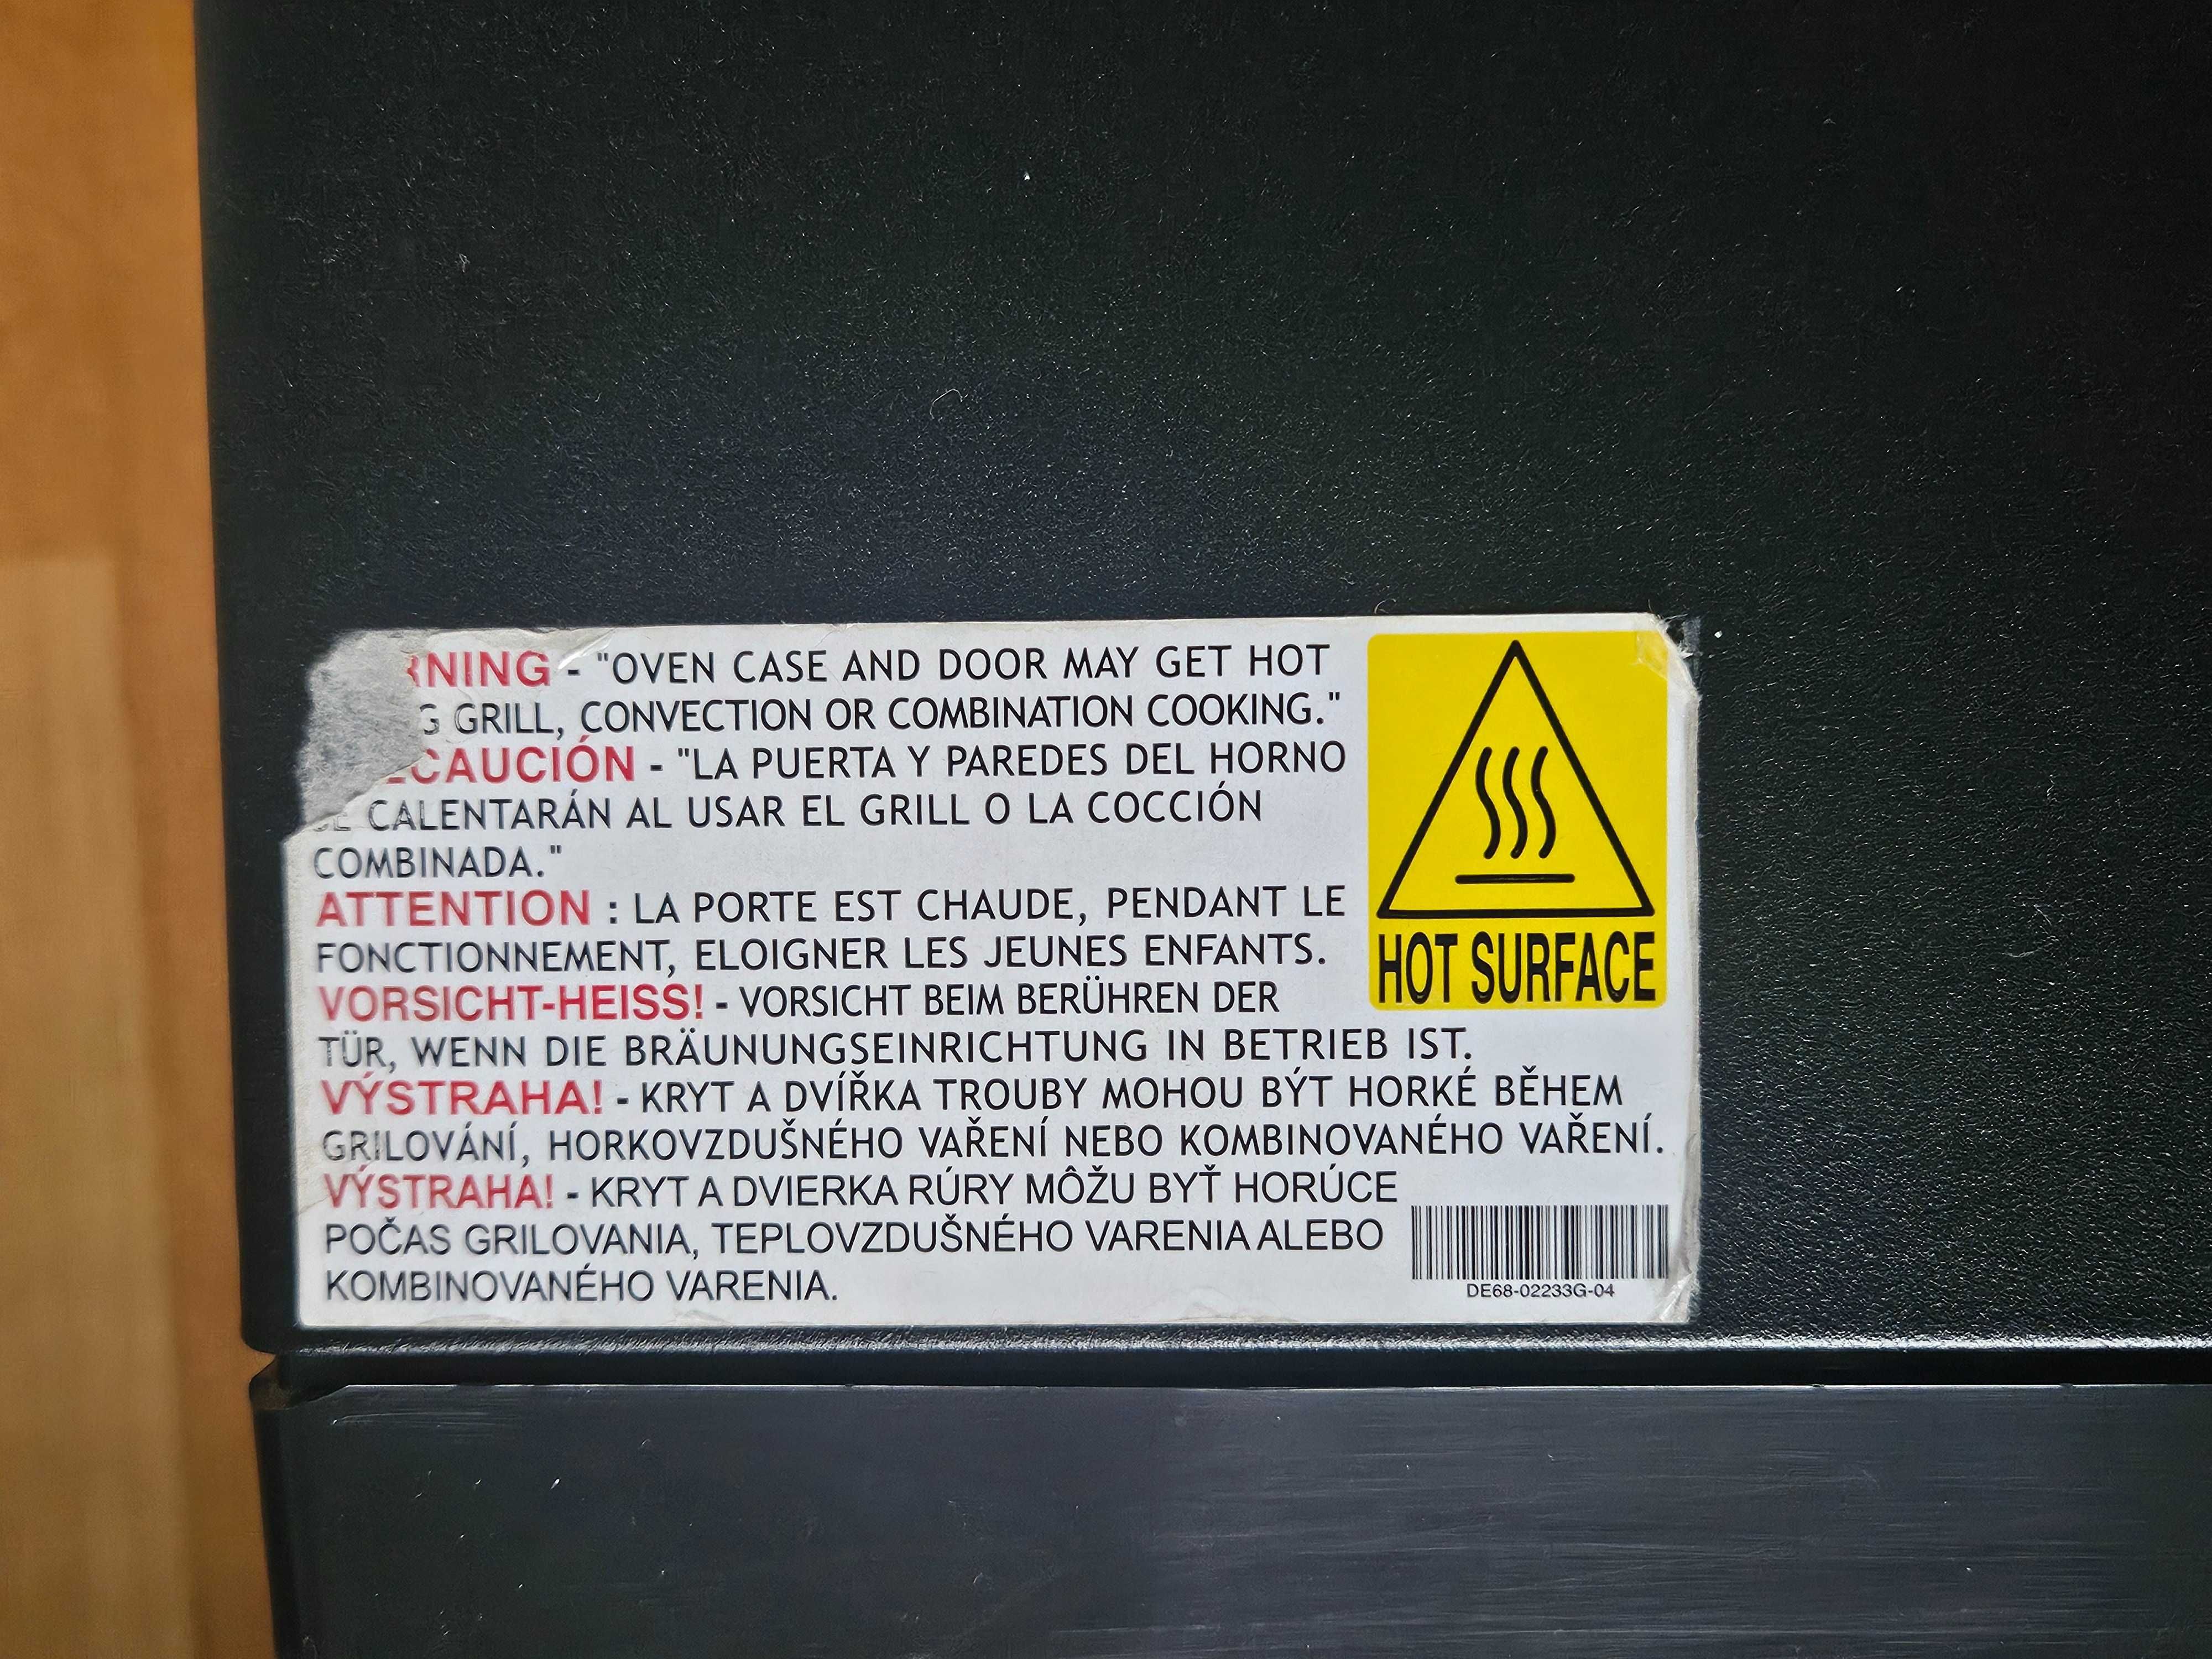 RNING - "OVEN CASE AND DOOR MAY GET HOT
G GRILL, CONVECTION OR COMBINATION COOKING."
ECAUCIÓN - "LA PUERTA Y PAREDES DEL HORNO
SE CALENTARÁN AL USAR EL GRILL O LA COCCIÓN
COMBINADA."
ATTENTION : LA PORTE EST CHAUDE, PENDANT LE
FONCTIONNEMENT, ELOIGNER LES JEUNES ENFANTS.
VORSICHT-HEISS! - VORSICHT BEIM BERÜHREN DER
TÜR, WENN DIE BRÄUNUNGSEINRICHTUNG IN BETRIEB IST.
VÝSTRAHA! - KRYT A DVÍŘKA TROUBY MOHOU BÝT HORKÉ BĚHEM
GRILOVÁNÍ, HORKOVZDUŠNÉHO VAŘENÍ NEBO KOMBINOVANÉHO VAŘENÍ.
VÝSTRAHA! - KRYT A DVIERKA RÚRY MÔŽU BYŤ HORÚCE
POČAS GRILOVANIA, TEPLOVZDUŠNÉHO VARENIA ALEBO
KOMBINOVANÉHO VARENIA.
HOT SURFACE
DE68-02233G-04